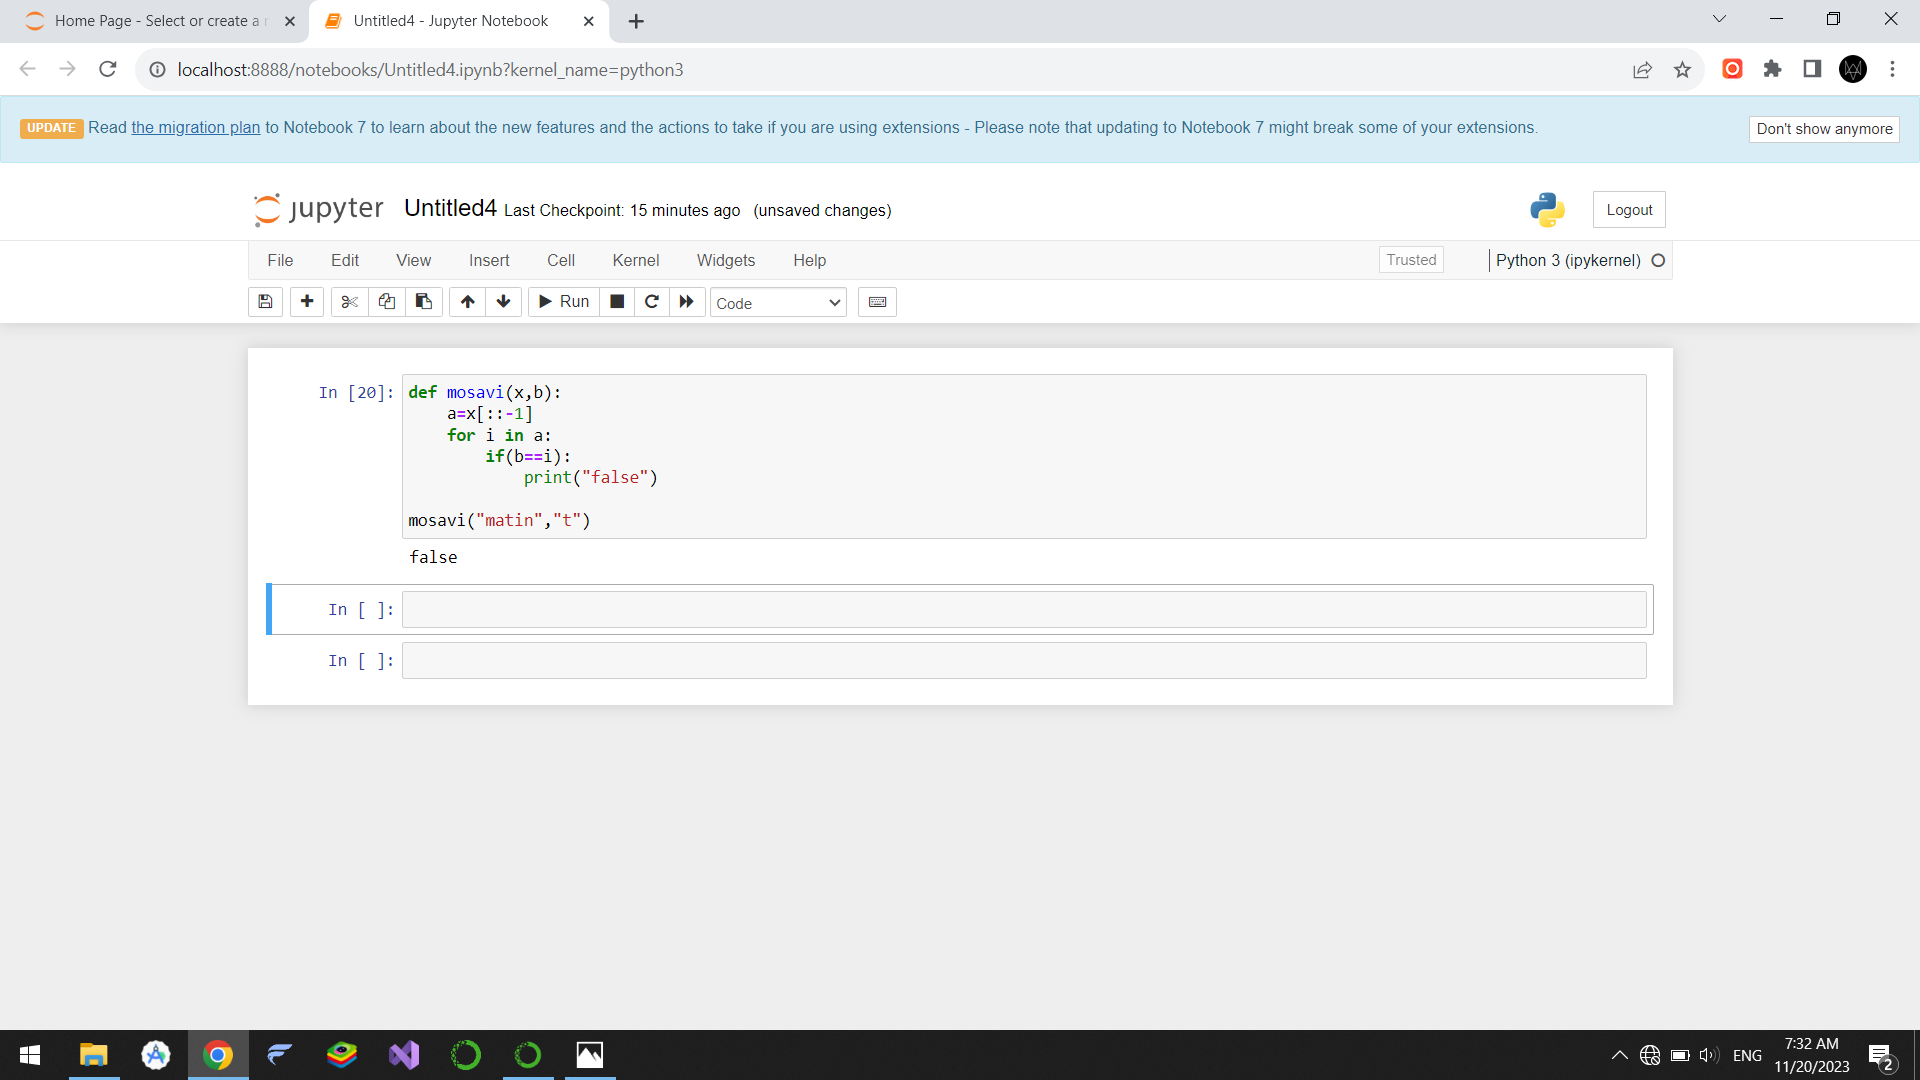 Home Page - Select or create a
Untitled4 - Jupyter Notebook
localhost:8888/notebooks/Untitled4.ipynb?kernel_name=python3
UPDATE Read the migration plan to Notebook 7 to learn about the new features and the actions to take if you are using extensions - Please note that updating to Notebook 7 might break some of your extensions.
Don't show anymore
jupyter Untitled4 Last Checkpoint: 15 minutes ago (unsaved changes)
Logout
File Edit View Insert Cell Kernel Widgets Help
Trusted
Python 3 (ipykernel)
Run
Code
In [20]:
def mosavi(x,b):
    a=x[::-1]
    for i in a:
        if(b==i):
            print("false")
mosavi("matin","t")
false
In [ ]:
In [ ]:
ENG
7:32 AM
11/20/2023
2